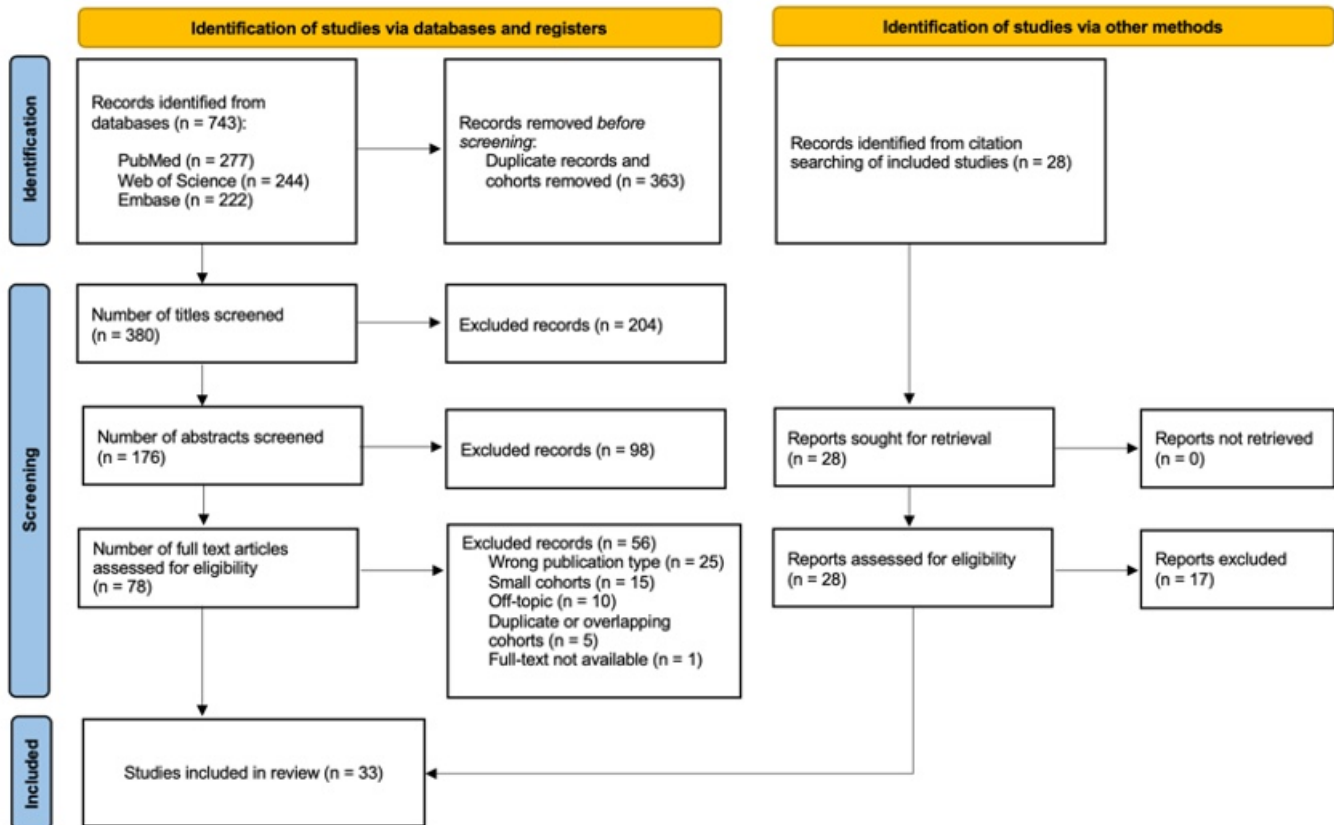 Identification of studies via databases and registers
Identification of studies via other methods
Identification
Records identified from
databases (n = 743):
PubMed (n = 277)
Web of Science (n = 244)
Embase (n = 222)
Records removed before
screening:
Duplicate records and
cohorts removed (n = 363)
Records identified from citation
searching of included studies (n = 28)
Screening
Number of titles screened
(n = 380)
Excluded records (n = 204)
Number of abstracts screened
(n = 176)
Excluded records (n = 98)
Reports sought for retrieval
(n = 28)
Reports not retrieved
(n = 0)
Number of full text articles
assessed for eligibility
(n = 78)
Excluded records (n = 56)
Wrong publication type (n = 25)
Small cohorts (n = 15)
Off-topic (n = 10)
Duplicate or overlapping
cohorts (n = 5)
Full-text not available (n = 1)
Reports assessed for eligibility
(n = 28)
Reports excluded
(n = 17)
Included
Studies included in review (n = 33)